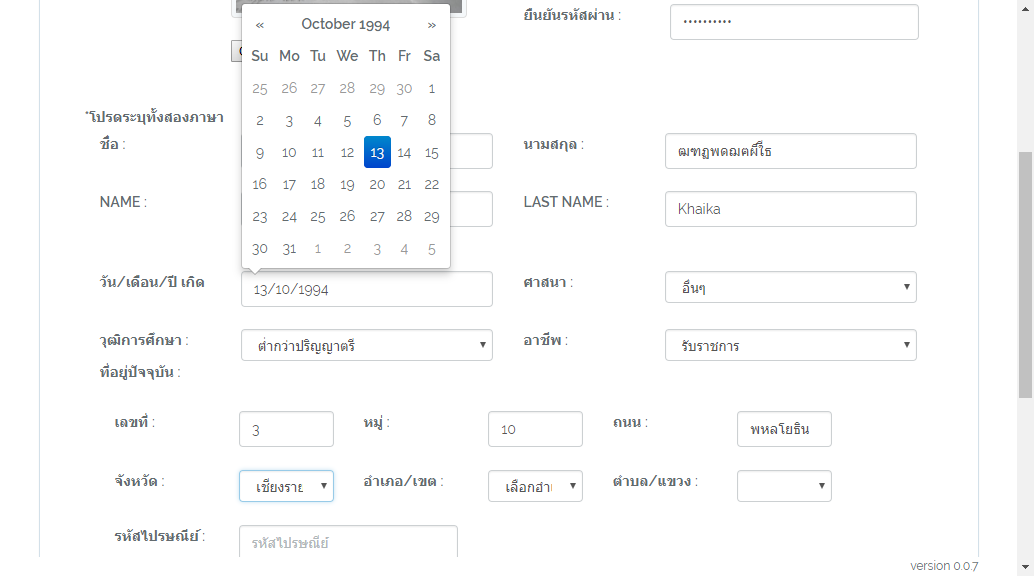 ยืนยันรหัสผ่าน :
••••••••••
« October 1994 »
Su Mo Tu We Th Fr Sa
25 26 27 28 29 30 1
2 3 4 5 6 7 8
9 10 11 12 13 14 15
16 17 18 19 20 21 22
23 24 25 26 27 28 29
30 31 1 2 3 4 5
*โปรดระบุทั้งสองภาษา
ชื่อ :
นามสกุล :
NAME :
LAST NAME : Khaika
วัน/เดือน/ปี เกิด 13/10/1994
ศาสนา : อื่นๆ
วุฒิการศึกษา : ต่ำกว่าปริญญาตรี
อาชีพ : รับราชการ
ที่อยู่ปัจจุบัน :
เลขที่ : 3 หมู่ : 10 ถนน : พหลโยธิน
จังหวัด : เชียงราย อำเภอ/เขต : เลือกอำเ ตำบล/แขวง :
รหัสไปรษณีย์ : รหัสไปรษณีย์
version 0.0.7